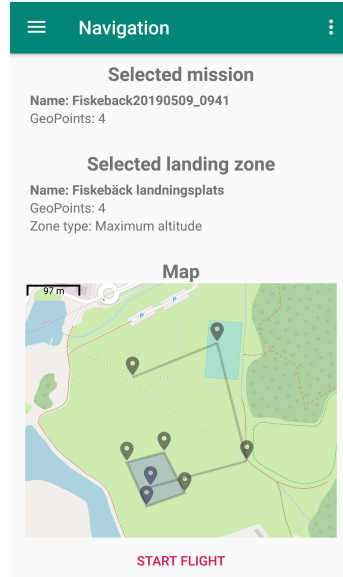 Navigation
Selected mission
Name: Fiskeback20190509_0941
GeoPoints: 4
Selected landing zone
Name: Fiskebäck landningsplats
GeoPoints: 4
Zone type: Maximum altitude
Map
97 m
START FLIGHT